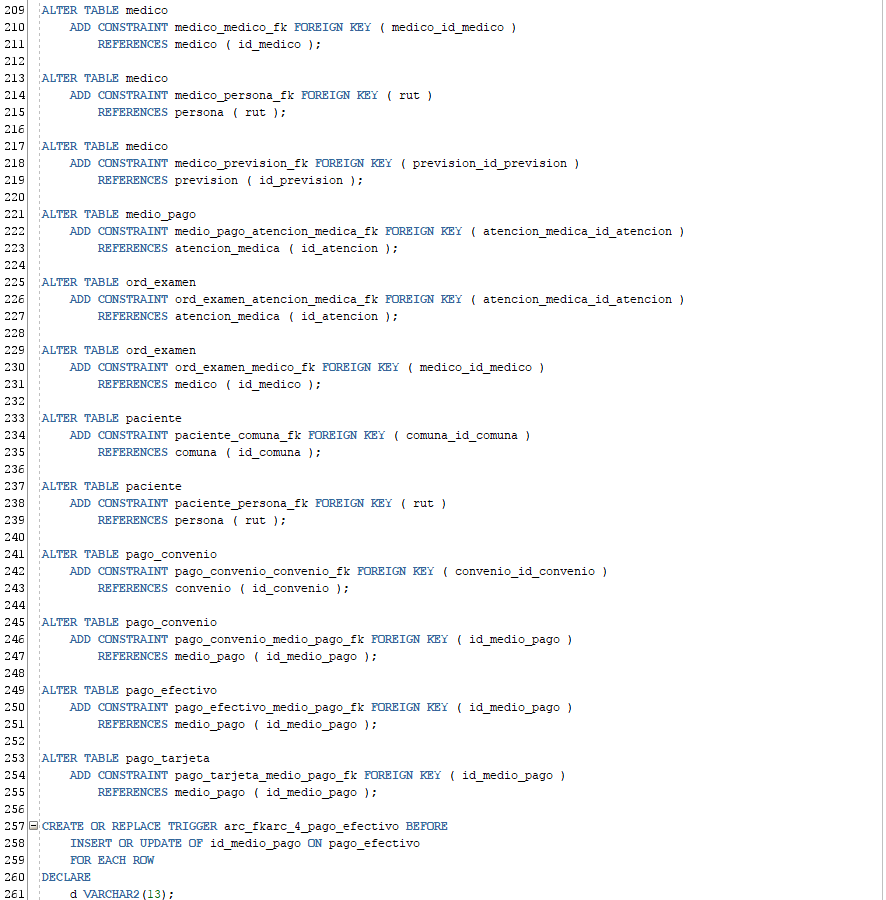 209 ALTER TABLE medico
210     ADD CONSTRAINT medico_medico_fk FOREIGN KEY ( medico_id_medico )
211         REFERENCES medico ( id_medico );
212
213 ALTER TABLE medico
214     ADD CONSTRAINT medico_persona_fk FOREIGN KEY ( rut )
215         REFERENCES persona ( rut );
216
217 ALTER TABLE medico
218     ADD CONSTRAINT medico_prevision_fk FOREIGN KEY ( prevision_id_prevision )
219         REFERENCES prevision ( id_prevision );
220
221 ALTER TABLE medio_pago
222     ADD CONSTRAINT medio_pago_atencion_medica_fk FOREIGN KEY ( atencion_medica_id_atencion )
223         REFERENCES atencion_medica ( id_atencion );
224
225 ALTER TABLE ord_examen
226     ADD CONSTRAINT ord_examen_atencion_medica_fk FOREIGN KEY ( atencion_medica_id_atencion )
227         REFERENCES atencion_medica ( id_atencion );
228
229 ALTER TABLE ord_examen
230     ADD CONSTRAINT ord_examen_medico_fk FOREIGN KEY ( medico_id_medico )
231         REFERENCES medico ( id_medico );
232
233 ALTER TABLE paciente
234     ADD CONSTRAINT paciente_comuna_fk FOREIGN KEY ( comuna_id_comuna )
235         REFERENCES comuna ( id_comuna );
236
237 ALTER TABLE paciente
238     ADD CONSTRAINT paciente_persona_fk FOREIGN KEY ( rut )
239         REFERENCES persona ( rut );
240
241 ALTER TABLE pago_convenio
242     ADD CONSTRAINT pago_convenio_convenio_fk FOREIGN KEY ( convenio_id_convenio )
243         REFERENCES convenio ( id_convenio );
244
245 ALTER TABLE pago_convenio
246     ADD CONSTRAINT pago_convenio_medio_pago_fk FOREIGN KEY ( id_medio_pago )
247         REFERENCES medio_pago ( id_medio_pago );
248
249 ALTER TABLE pago_efectivo
250     ADD CONSTRAINT pago_efectivo_medio_pago_fk FOREIGN KEY ( id_medio_pago )
251         REFERENCES medio_pago ( id_medio_pago );
252
253 ALTER TABLE pago_tarjeta
254     ADD CONSTRAINT pago_tarjeta_medio_pago_fk FOREIGN KEY ( id_medio_pago )
255         REFERENCES medio_pago ( id_medio_pago );
256
257 CREATE OR REPLACE TRIGGER arc_fkarc_4_pago_efectivo BEFORE
258     INSERT OR UPDATE OF id_medio_pago ON pago_efectivo
259     FOR EACH ROW
260 DECLARE
261     d VARCHAR2(13);